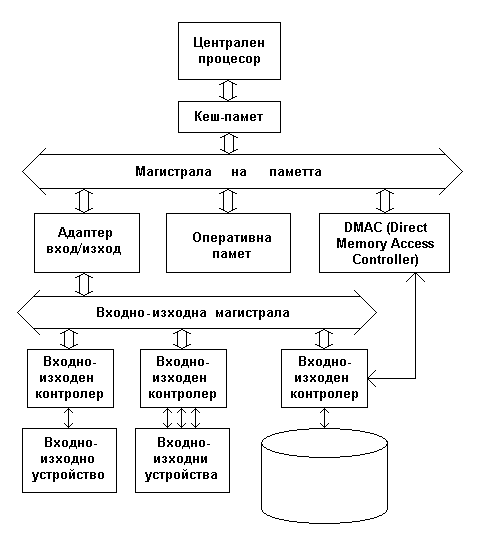 Централен
процесор
Кеш-памет
Магистрала на паметта
Адаптер
вход/изход
Оперативна
памет
DMAC (Direct
Memory Access
Controller)
Входно-изходна магистрала
Входно-
изходен
контролер
Входно-
изходен
контролер
Входно-
изходен
контролер
Входно-
изходно
устройство
Входно-
изходни
устройства